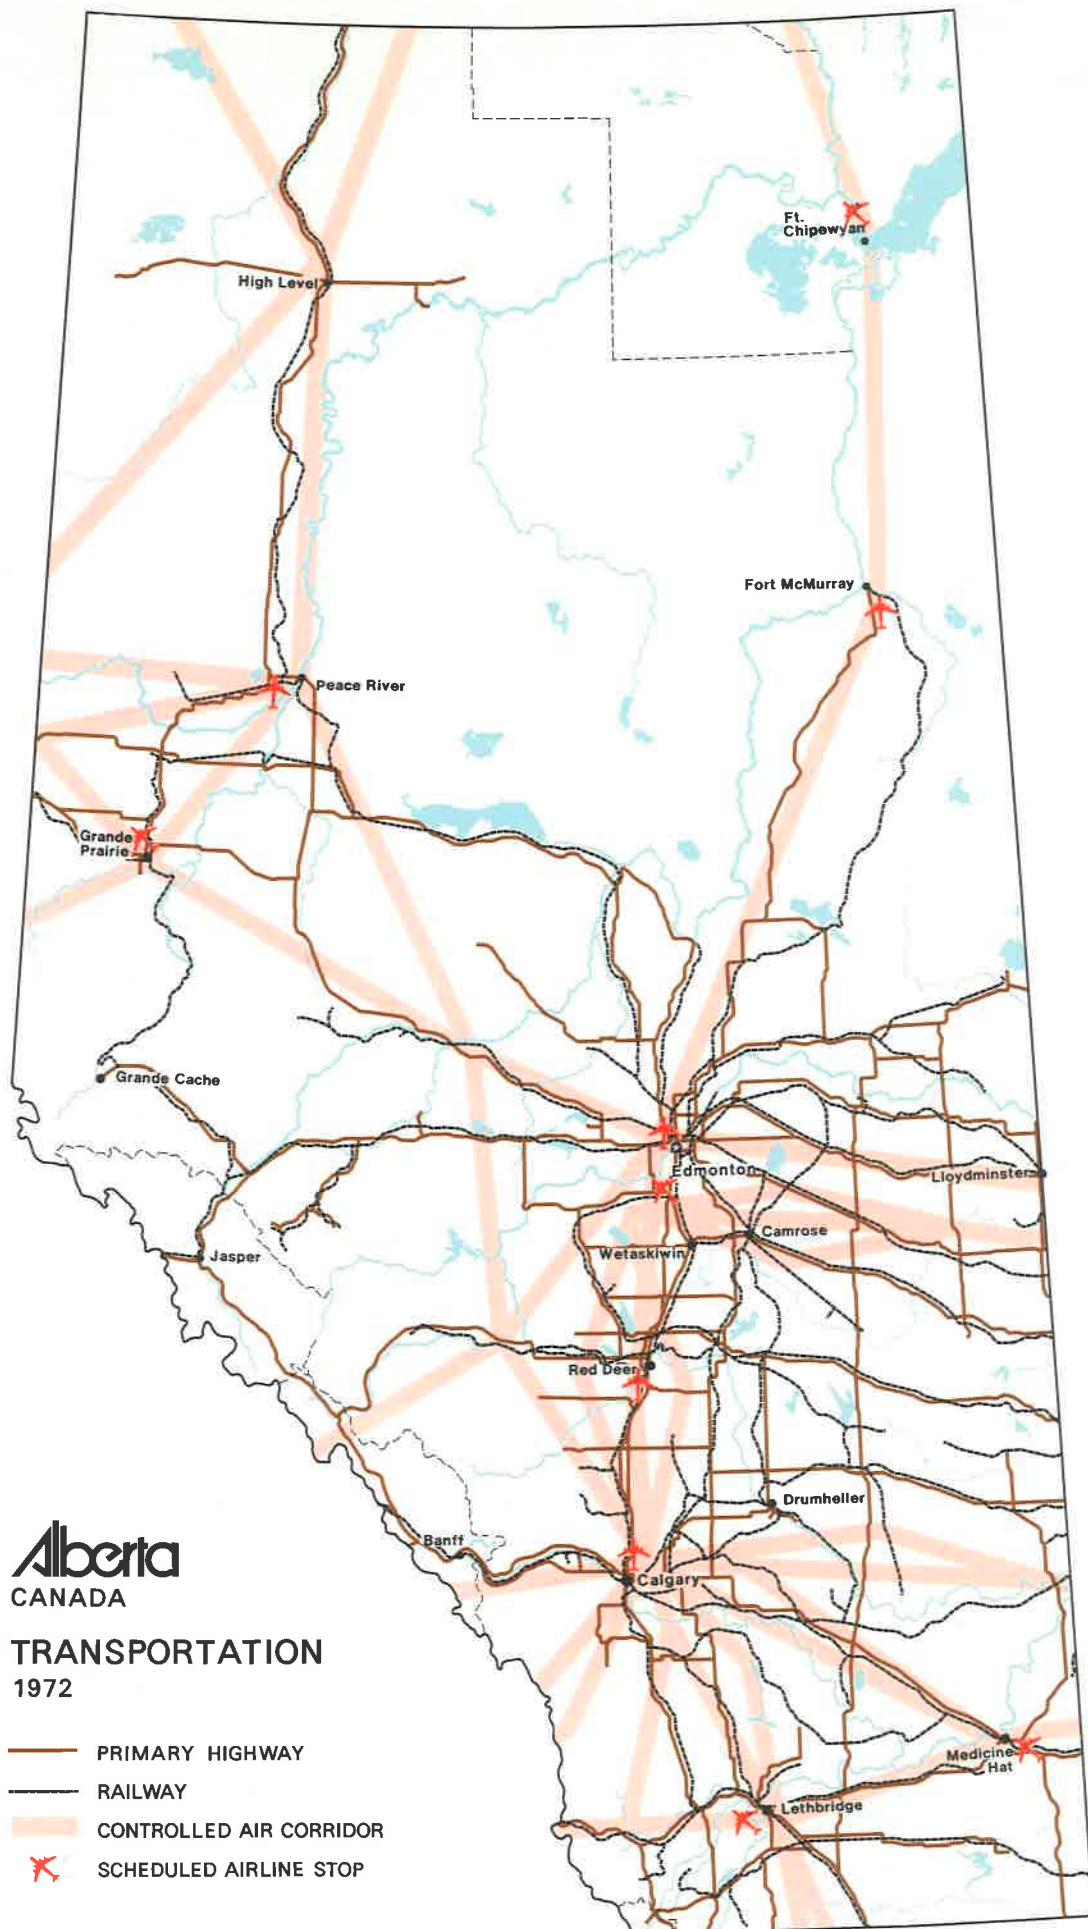 Ft.
Chipewyan
High Level
Fort McMurray
Peace River
Grande
Prairie
Grande Cache
Edmonton
Lloydminster
Camrose
Wetaskiwin
Jasper
Red Deer
Drumheller
Banff
Calgary
Medicine
Hat
Lethbridge
Alberta
CANADA
TRANSPORTATION
1972
PRIMARY HIGHWAY
RAILWAY
CONTROLLED AIR CORRIDOR
SCHEDULED AIRLINE STOP